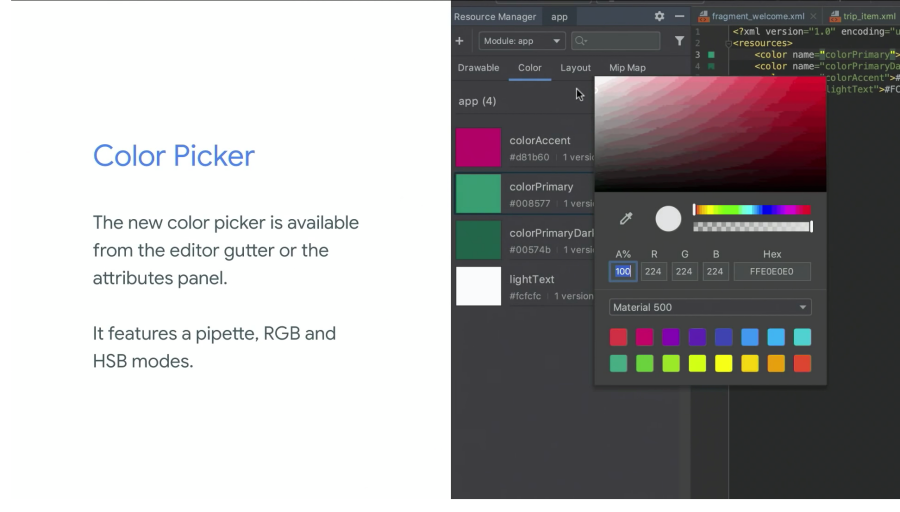 Color Picker
The new color picker is available
from the editor gutter or the
attributes panel.
It features a pipette, RGB and
HSB modes.
Resource Manager app
Module: app
Drawable Color Layout Mip Map
app (4)
colorAccent
#d81b60 | 1 versi
colorPrimary
#008577 | 1 versi
colorPrimaryDarl
#00574b | 1 versi
lightText
#fcfcfc | 1 version
fragment_welcome.xml trip_item.xml
1 <?xml version="1.0" encoding="u
2 <resources>
3 <color name="colorPrimary">
4 <color name="colorPrimaryDa
colorAccent">#
lightText">#FC
A% R G B Hex
100 224 224 224 FFE0E0E0
Material 500